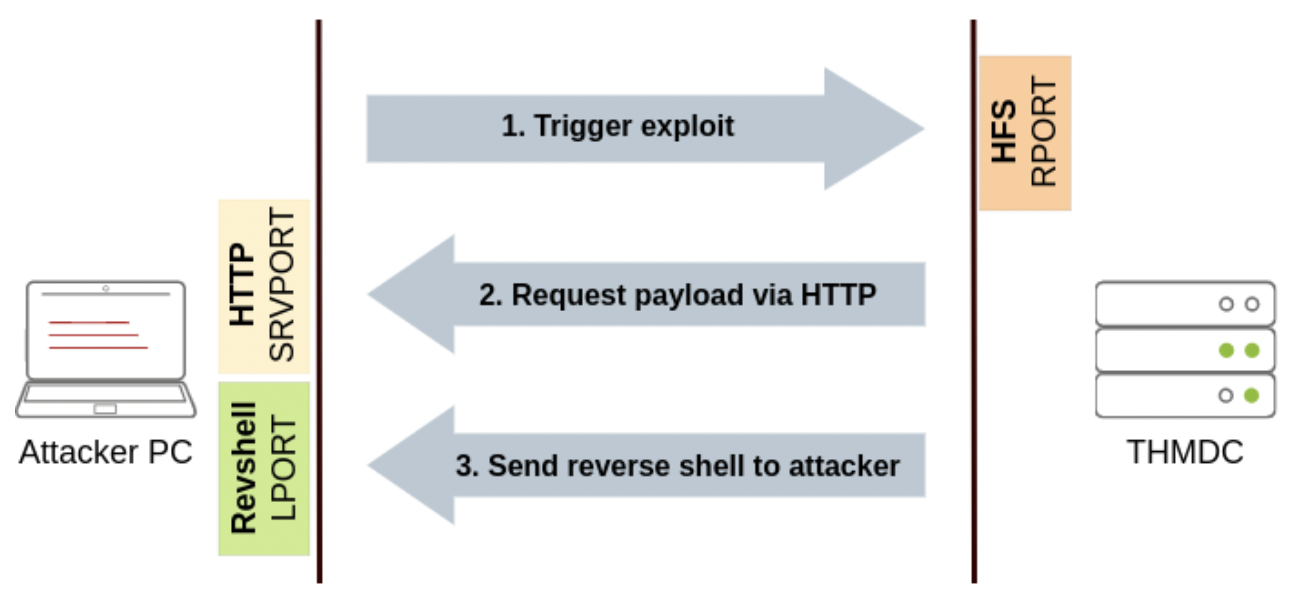 1. Trigger exploit
HFS
RPORT
HTTP
SRVPORT
2. Request payload via HTTP
Revshell
LPORT
3. Send reverse shell to attacker
Attacker PC
THMDC